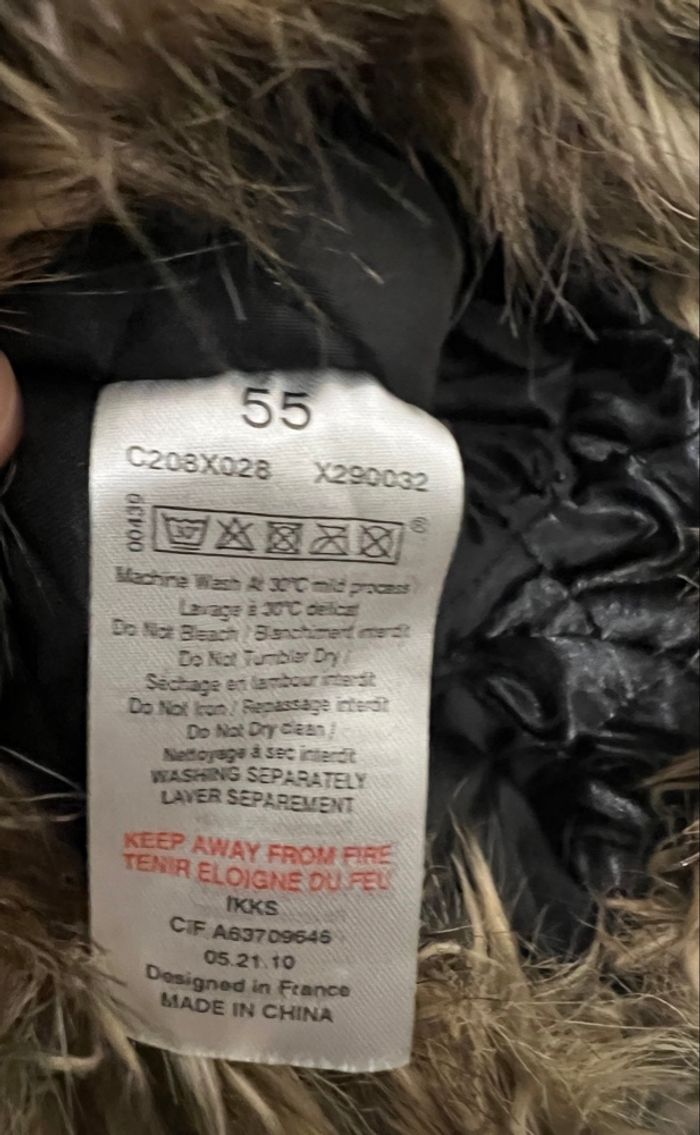 55
C208X028 X290032
00439
30°
®
Machine Wash At 30°C mild process /
Lavage à 30°C délicat
Do Not Bleach / Blanchiment interdit
Do Not Tumbler Dry /
Séchage en tambour interdit
Do Not Iron / Repassage interdit
Do Not Dry clean /
Nettoyage à sec interdit
WASHING SEPARATELY
LAVER SEPAREMENT
KEEP AWAY FROM FIRE
TENIR ELOIGNE DU FEU
IKKS
CIF A63709646
05.21.10
Designed in France
MADE IN CHINA